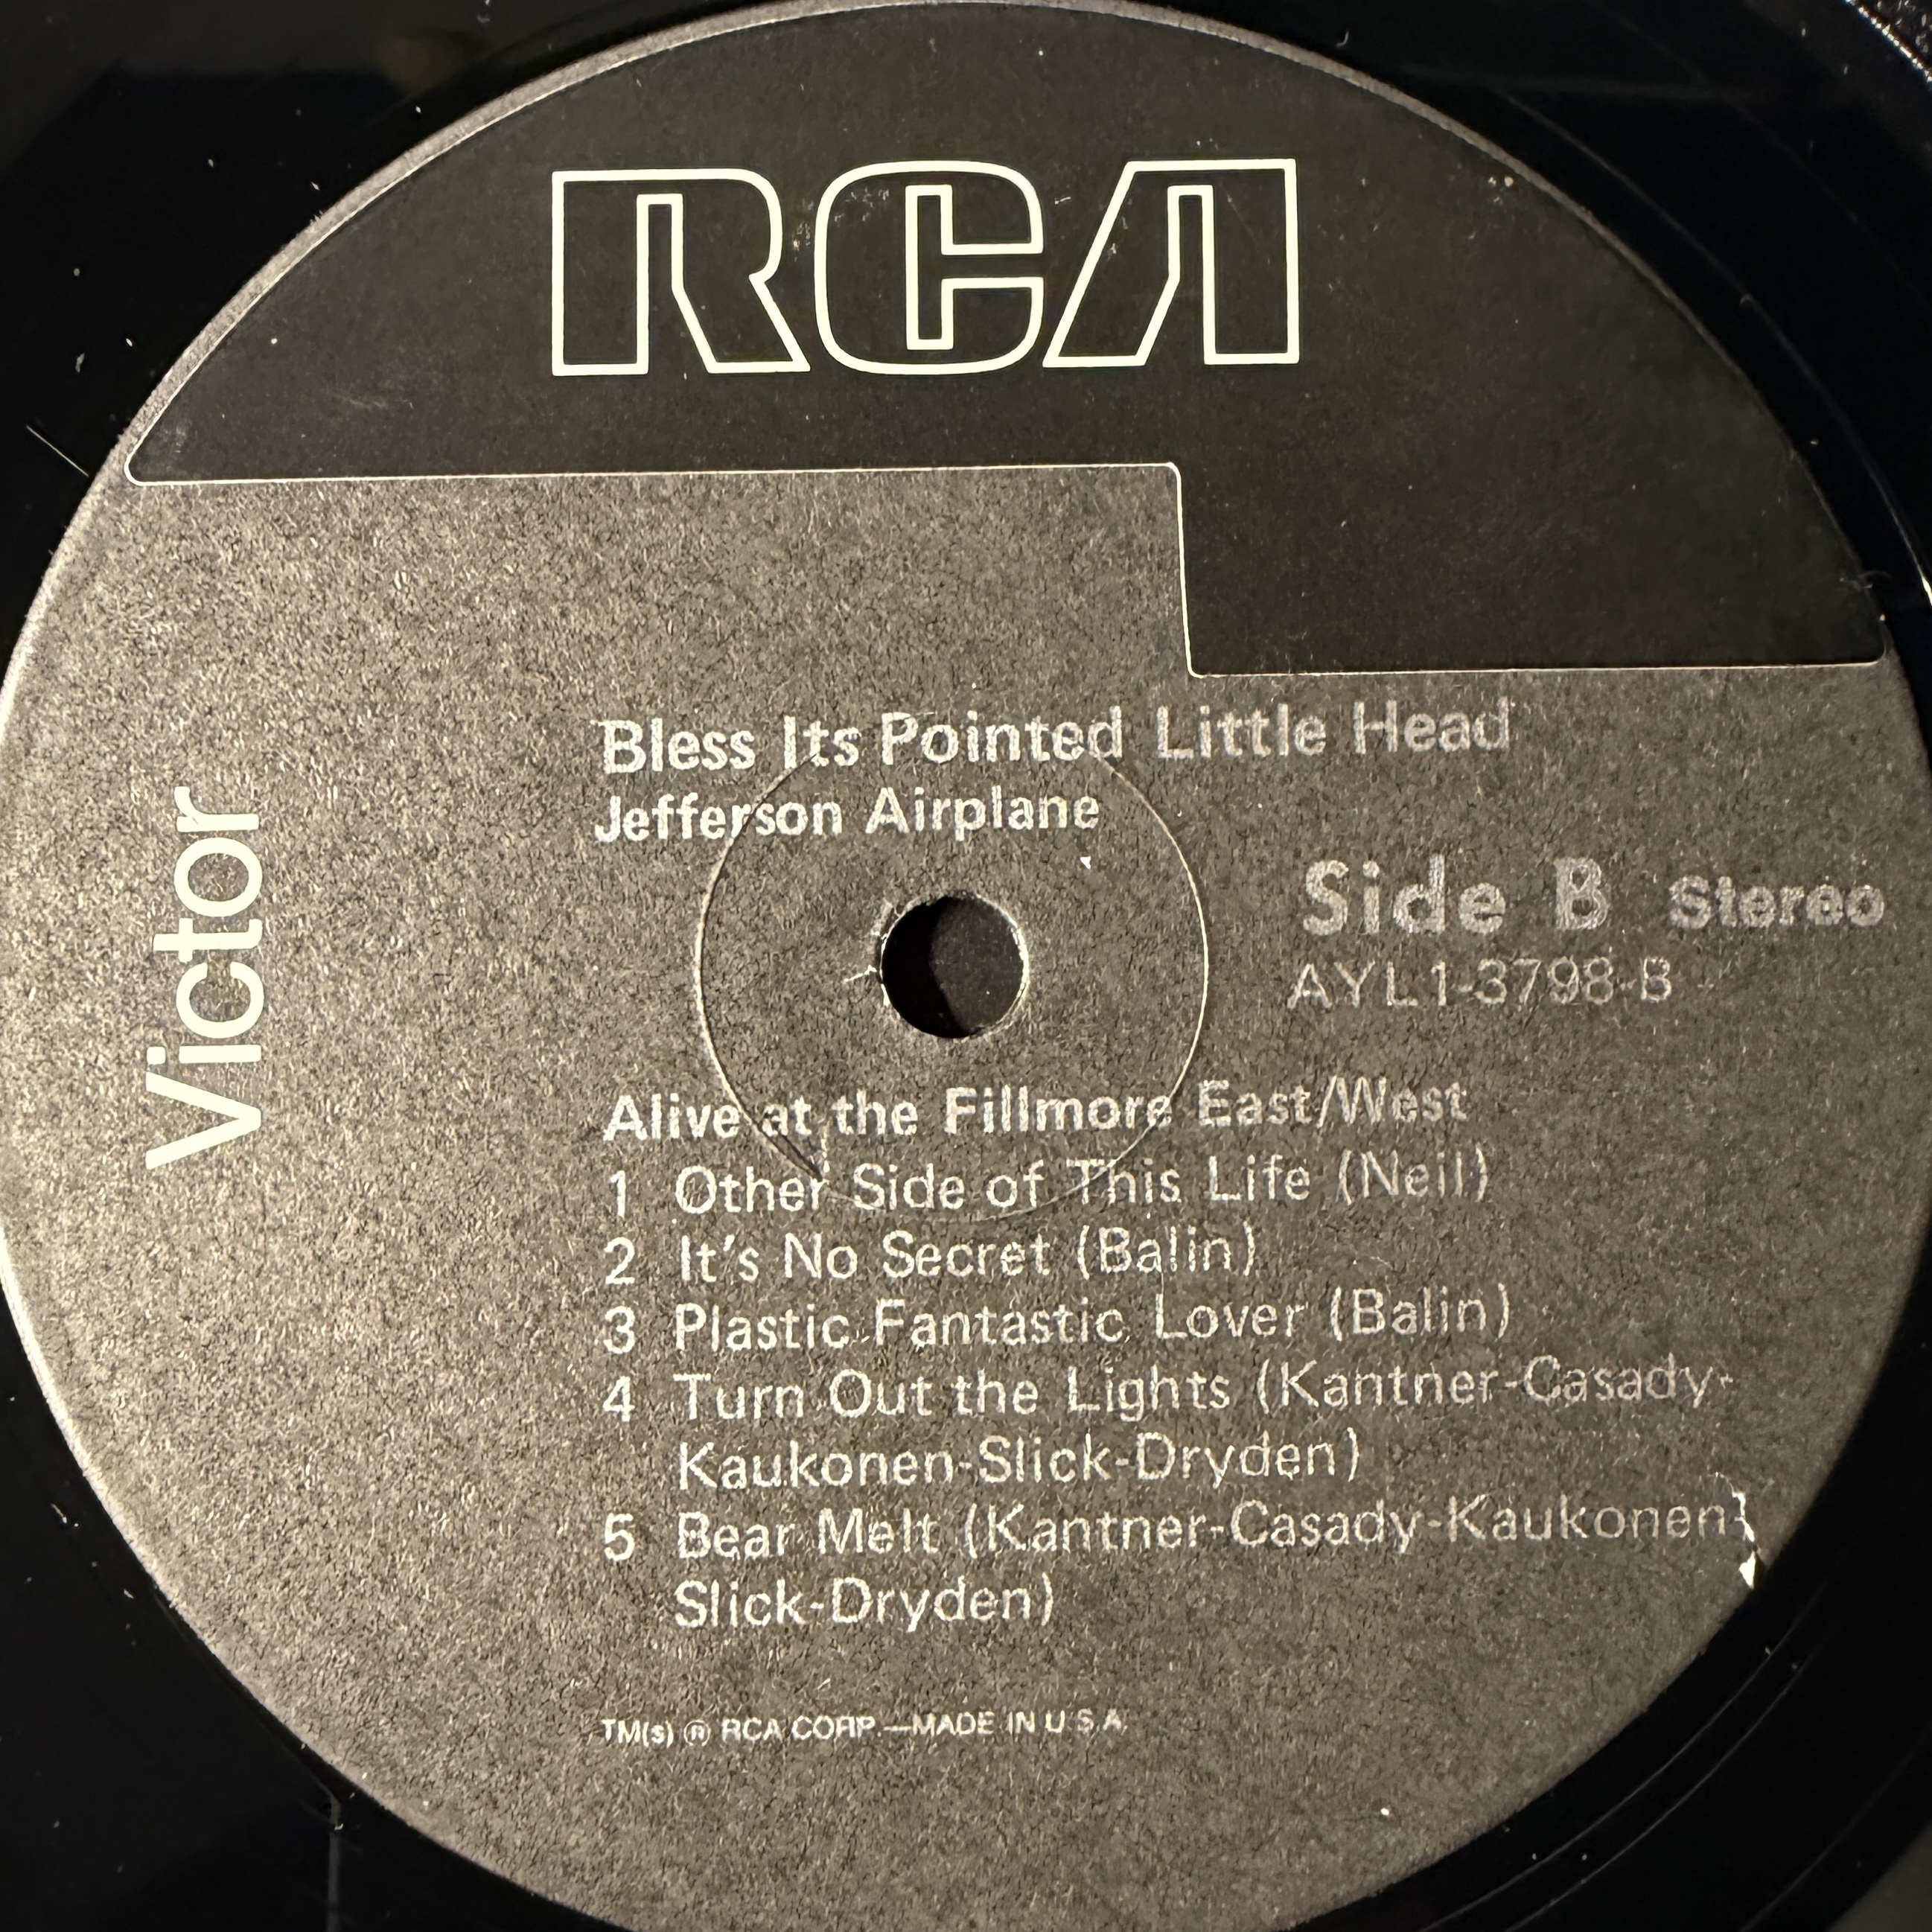 RCA
Victor
Bless Its Pointed Little Head
Jefferson Airplane
Side B Stereo
AYL1-3798-B
Alive at the Fillmore East/West
1 Other Side of This Life (Neil)
2 It's No Secret (Balin)
3 Plastic Fantastic Lover (Balin)
4 Turn Out the Lights (Kantner-Casady-
Kaukonen-Slick-Dryden)
5 Bear Melt (Kantner-Casady-Kaukonen-
Slick-Dryden)
TM(s) ® RCA CORP.—MADE IN U.S.A.